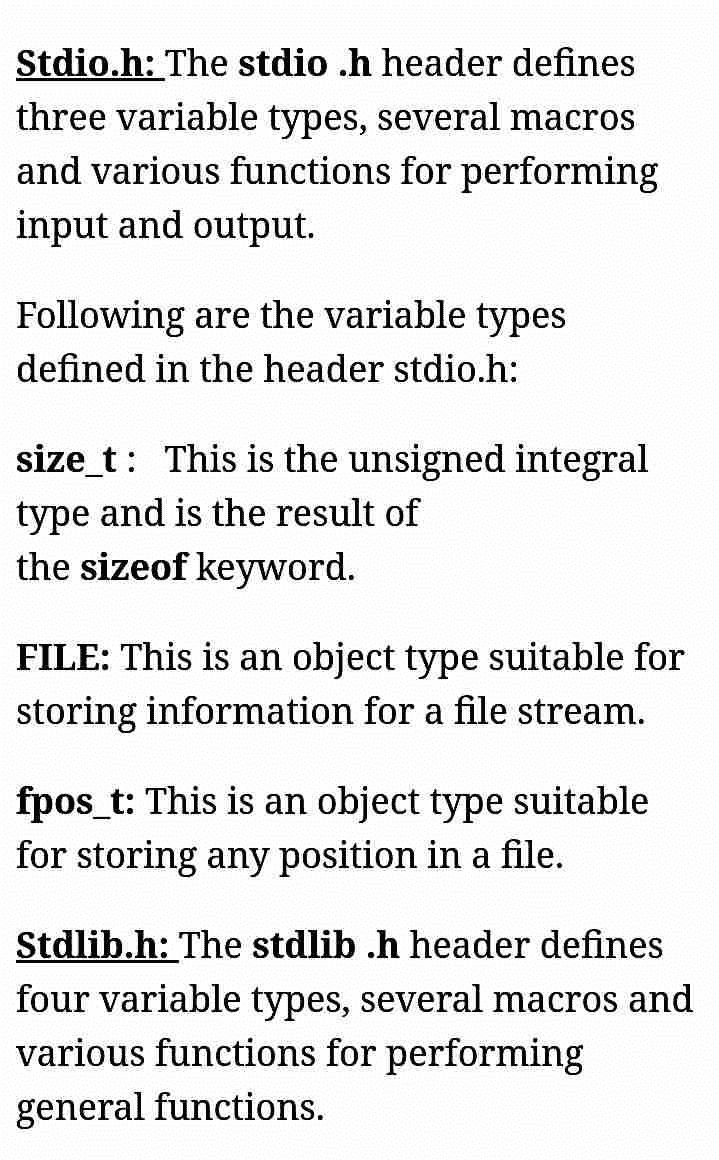 Stdio.h: The stdio .h header defines
three variable types, several macros
and various functions for performing
input and output.
Following are the variable types
defined in the header stdio.h:
size_t :   This is the unsigned integral
type and is the result of
the sizeof keyword.
FILE: This is an object type suitable for
storing information for a file stream.
fpos_t: This is an object type suitable
for storing any position in a file.
Stdlib.h: The stdlib .h header defines
four variable types, several macros and
various functions for performing
general functions.